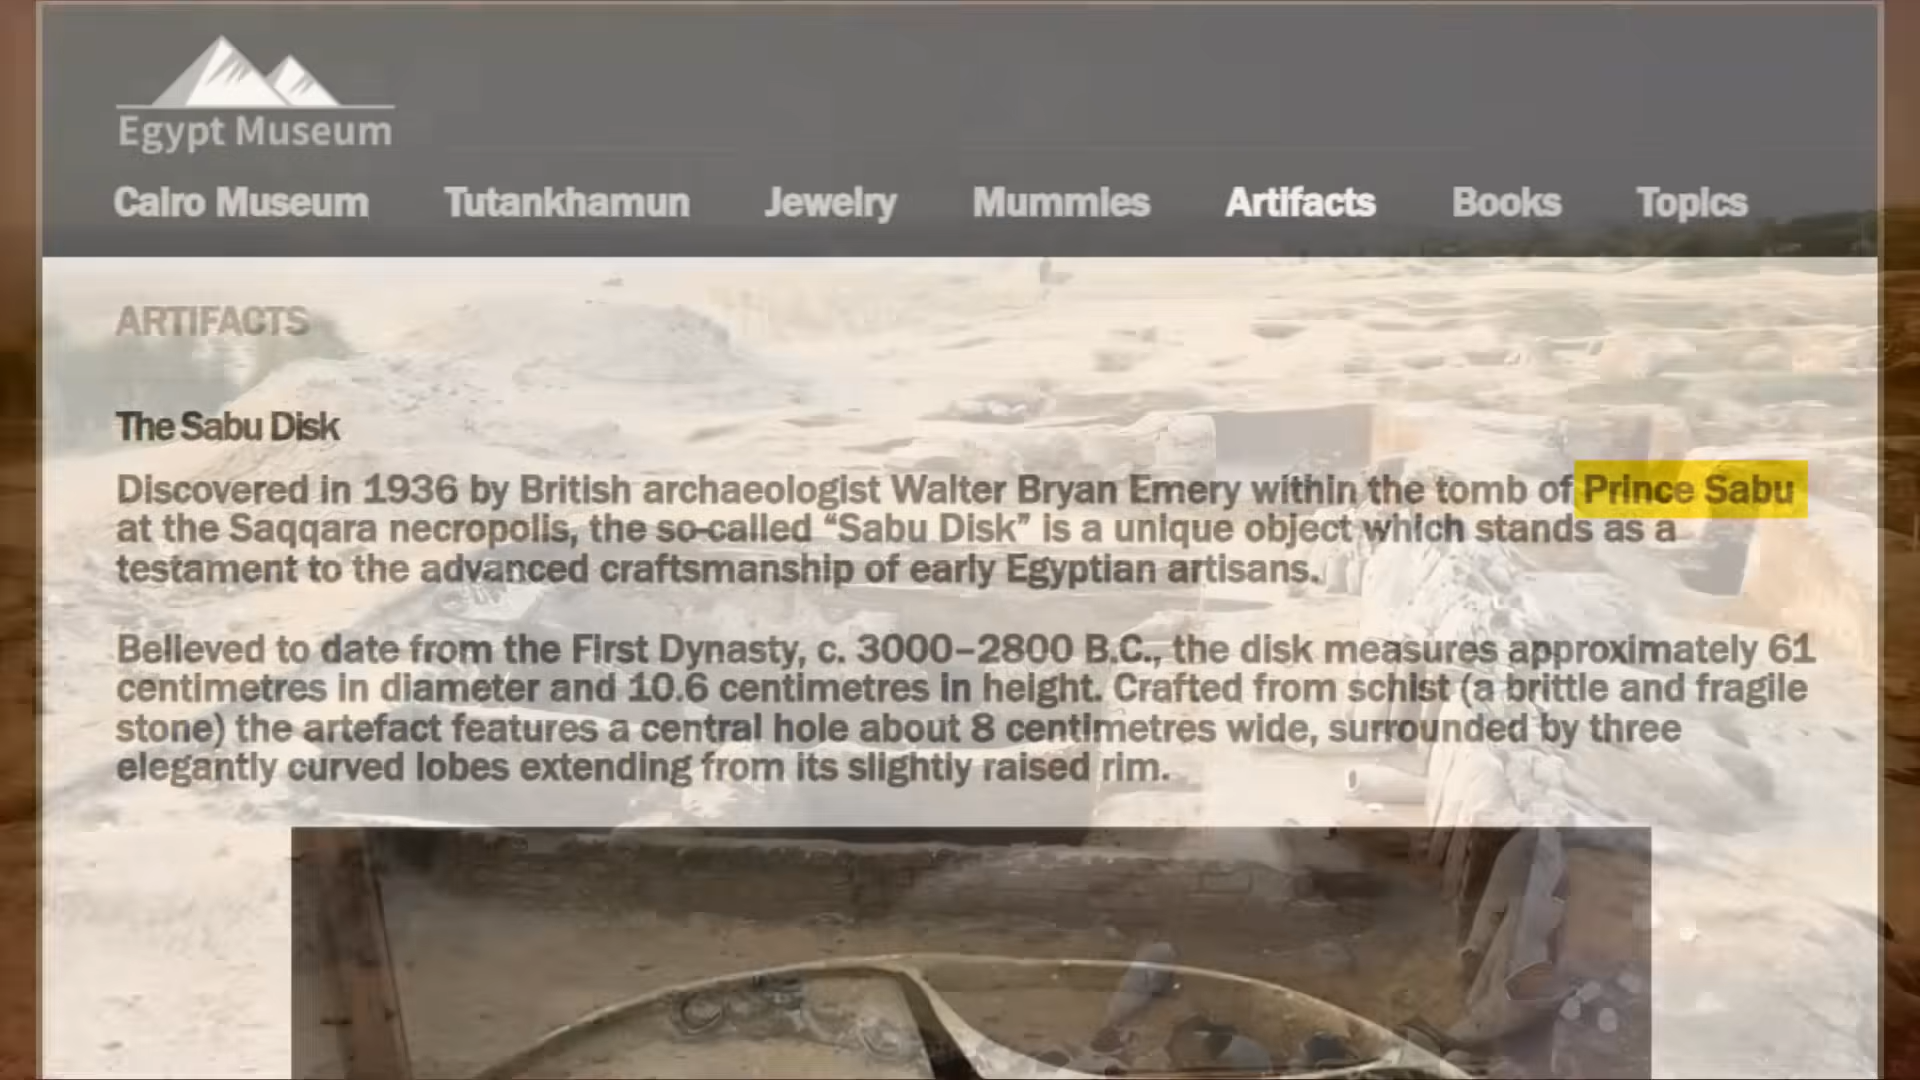 Egypt Museum
Cairo Museum Tutankhamun Jewelry Mummies Artifacts Books Topics
ARTIFACTS
The Sabu Disk
Discovered in 1936 by British archaeologist Walter Bryan Emery within the tomb of Prince Sabu
at the Saqqara necropolis, the so-called “Sabu Disk” is a unique object which stands as a
testament to the advanced craftsmanship of early Egyptian artisans.
Believed to date from the First Dynasty, c. 3000–2800 B.C., the disk measures approximately 61
centimetres in diameter and 10.6 centimetres in height. Crafted from schist (a brittle and fragile
stone) the artefact features a central hole about 8 centimetres wide, surrounded by three
elegantly curved lobes extending from its slightly raised rim.